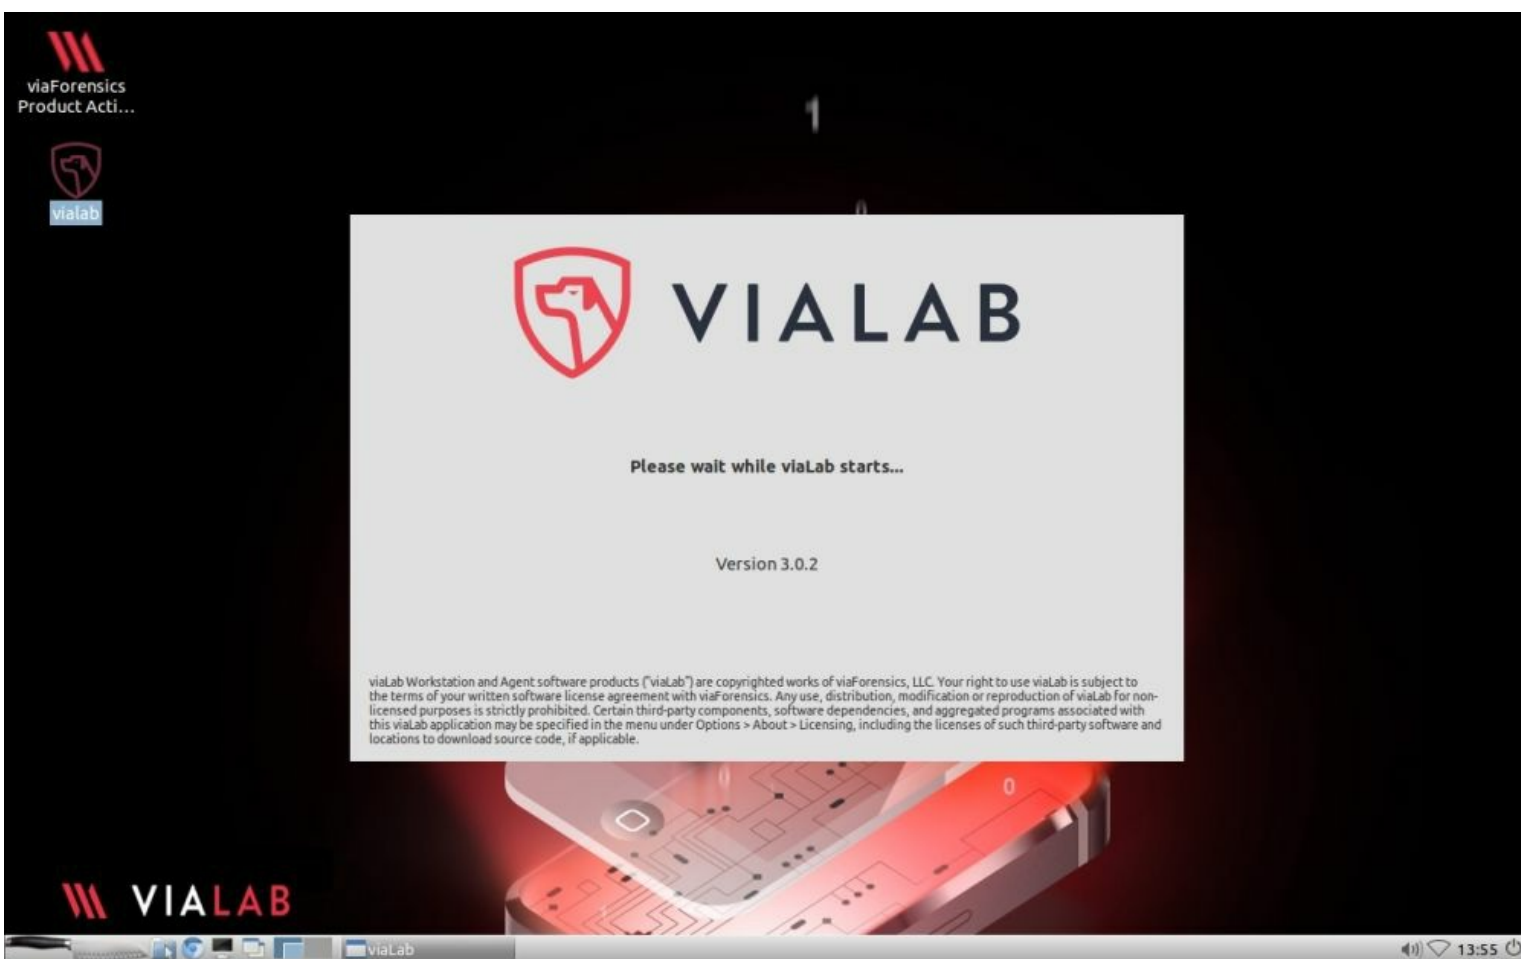 viaForensics
Product Acti...
vialab
1
0
VIALAB
Please wait while viaLab starts...
Version 3.0.2
viaLab Workstation and Agent software products ("viaLab") are copyrighted works of viaForensics, LLC. Your right to use viaLab is subject to
the terms of your written software license agreement with viaForensics. Any use, distribution, modification or reproduction of viaLab for non-
licensed purposes is strictly prohibited. Certain third-party components, software dependencies, and aggregated programs associated with
this viaLab application may be specified in the menu under Options > About > Licensing, including the licenses of such third-party software and
locations to download source code, if applicable.
0
0
VIALAB
viaLab
13:55